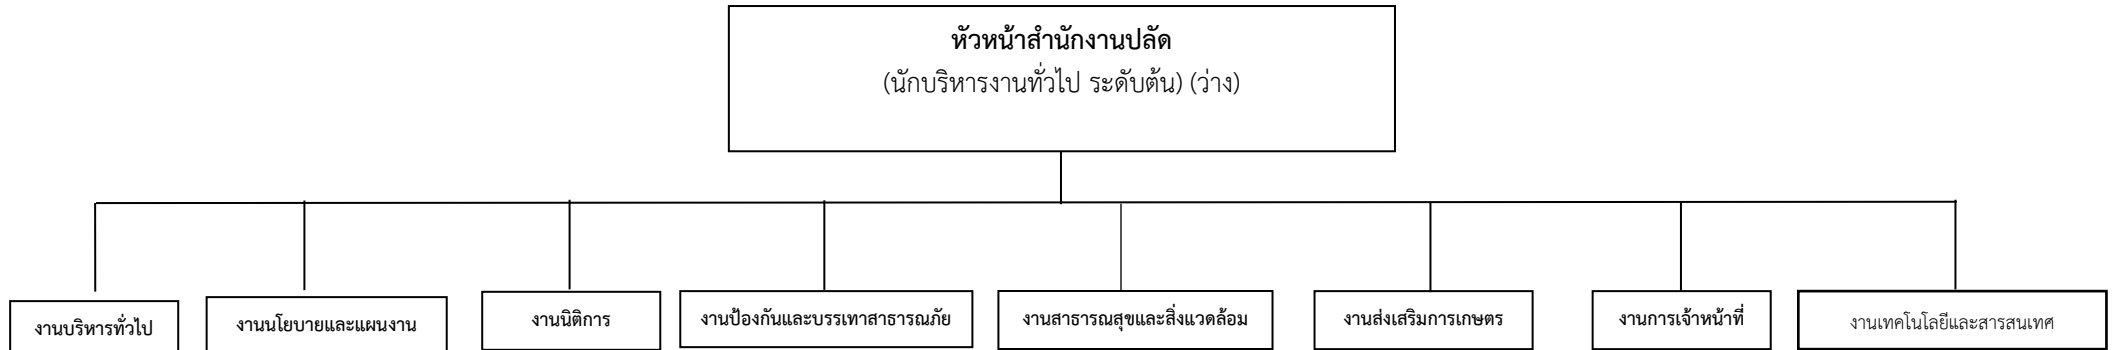 หัวหน้าสำนักงานปลัด
(นักบริหารงานทั่วไป ระดับต้น) (ว่าง)
งานบริหารทั่วไป
งานนโยบายและแผนงาน
งานนิติการ
งานป้องกันและบรรเทาสาธารณภัย
งานสาธารณสุขและสิ่งแวดล้อม
งานส่งเสริมการเกษตร
งานการเจ้าหน้าที่
งานเทคโนโลยีและสารสนเทศ